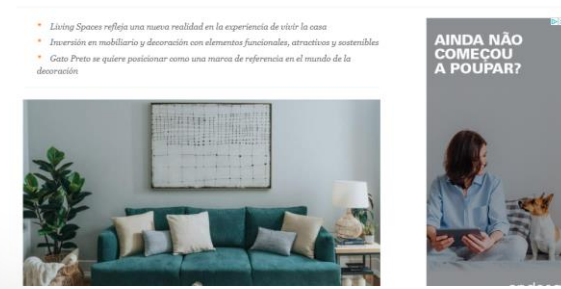 Living Spaces refleja una nueva realidad en la experiencia de vivir la casa
Inversión en mobiliario y decoración con elementos funcionales, atractivos y sostenibles
Gato Preto se quiere posicionar como una marca de referencia en el mundo de la
decoración
AINDA NÃO
COMEÇOU
A POUPAR?